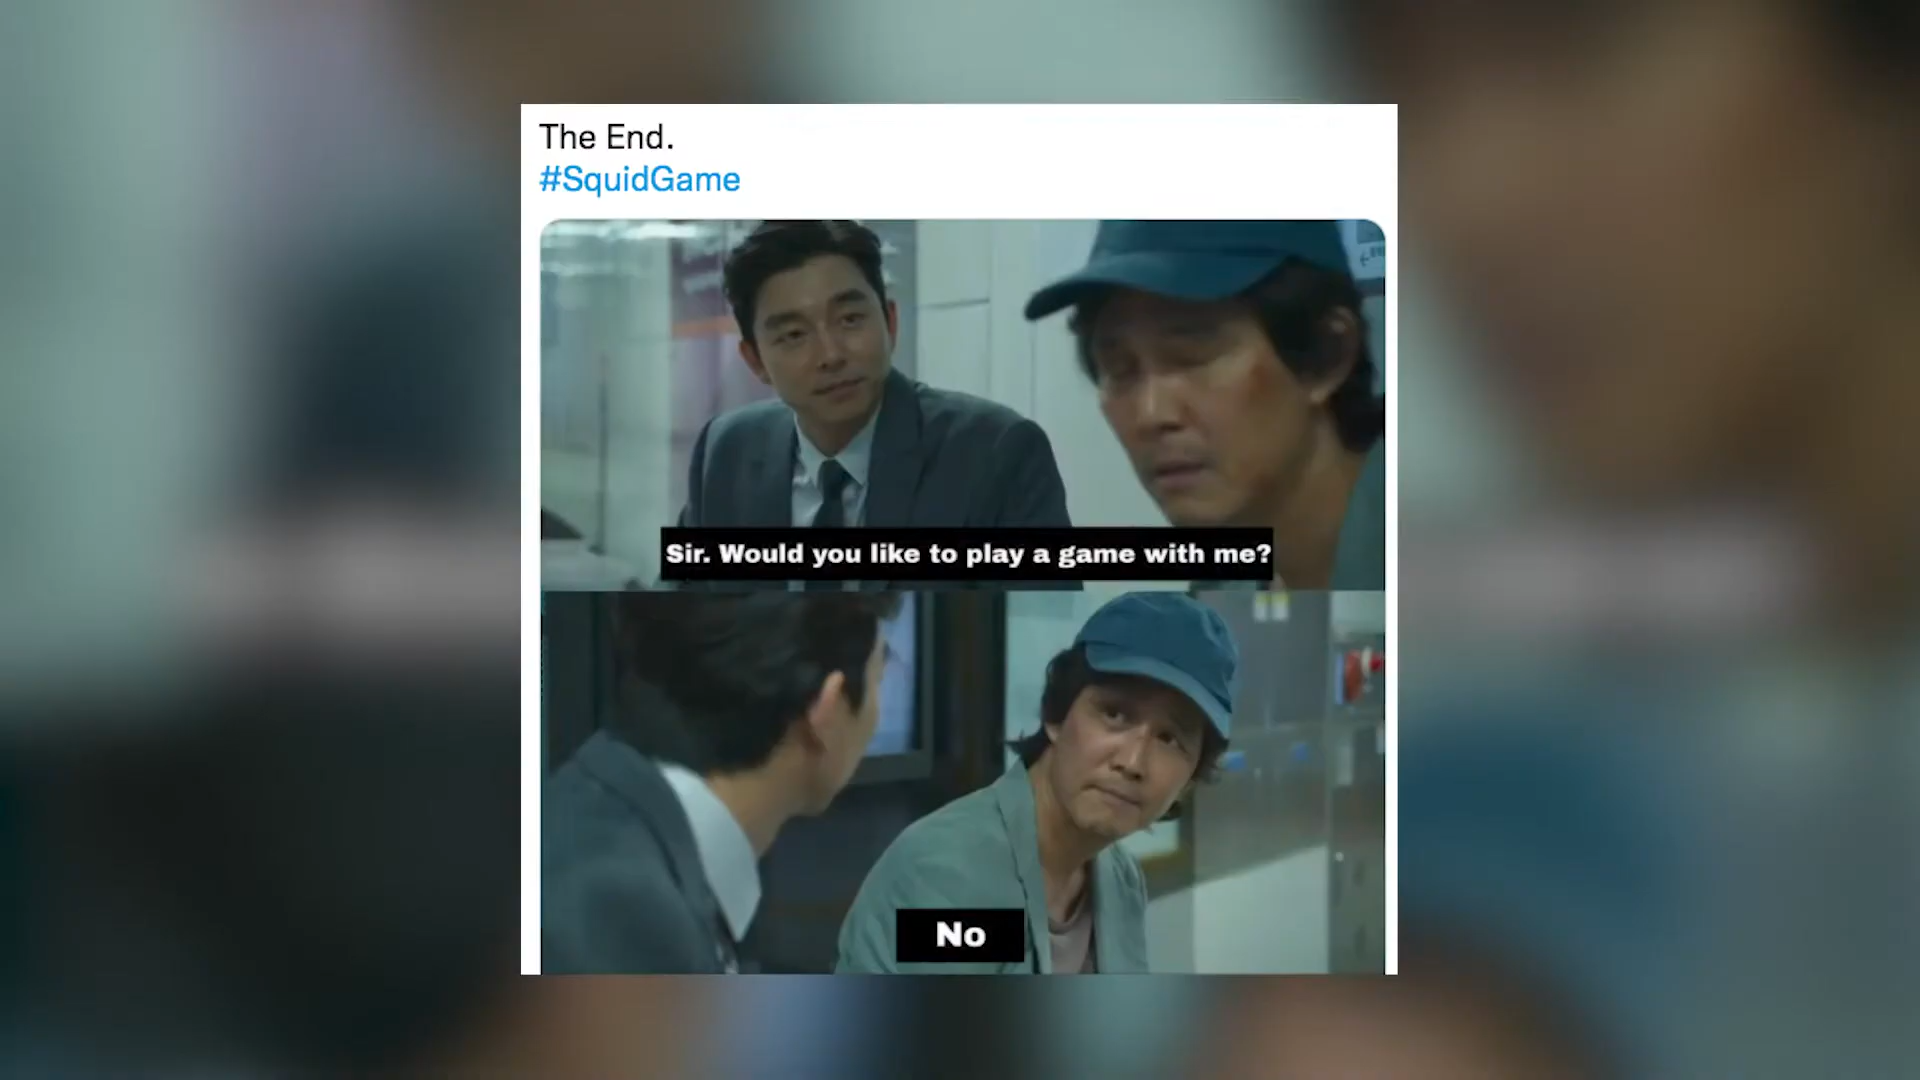 The End.
#SquidGame
Sir. Would you like to play a game with me?
No